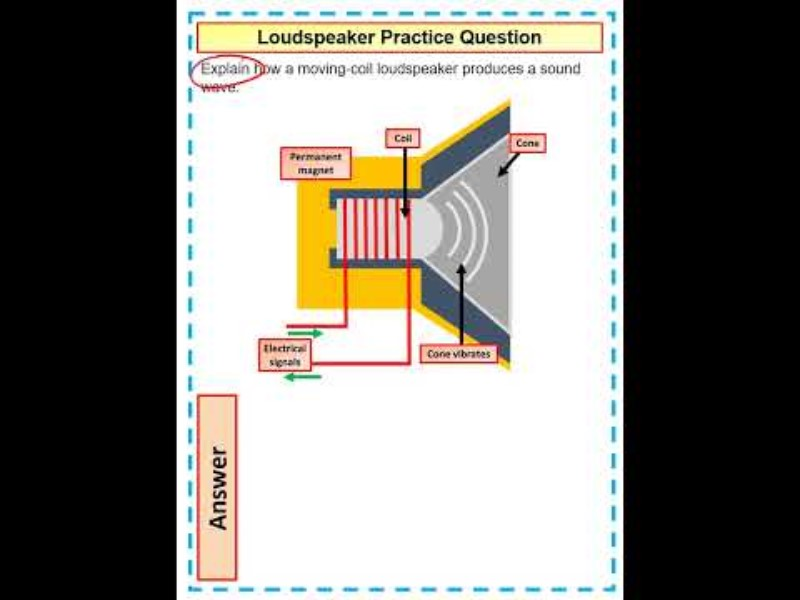 Loudspeaker Practice Question
Explain how a moving-coil loudspeaker produces a sound
wave.
Coil
Cone
Permanent
magnet
Electrical
signals
Cone vibrates
Answer